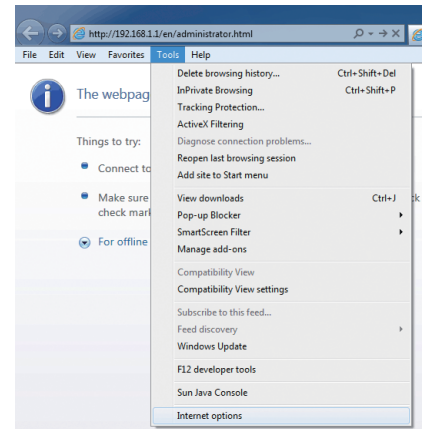 http://192.168.1.1/en/administrator.html
File Edit View Favorites Tools Help
Delete browsing history... Ctrl+Shift+Del
InPrivate Browsing Ctrl+Shift+P
Tracking Protection...
ActiveX Filtering
Diagnose connection problems...
Reopen last browsing session
Add site to Start menu
View downloads Ctrl+J
Pop-up Blocker
SmartScreen Filter
Manage add-ons
Compatibility View
Compatibility View settings
Subscribe to this feed...
Feed discovery
Windows Update
F12 developer tools
Sun Java Console
Internet options
The webpag
Things to try:
Connect to
Make sure
check mar
For offline